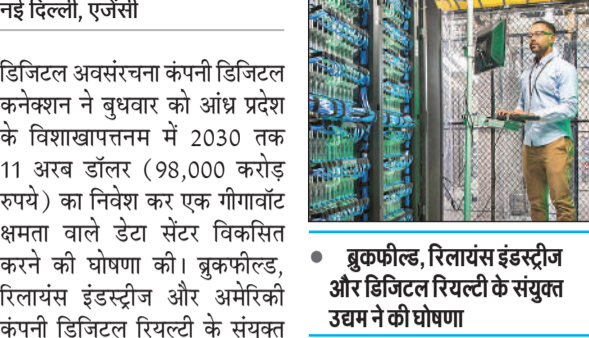 नई दिल्ली, एजेंसी
डिजिटल अवसंरचना कंपनी डिजिटल
कनेक्शन ने बुधवार को आंध्र प्रदेश
के विशाखापत्तनम में 2030 तक
11 अरब डॉलर (98,000 करोड़
रुपये) का निवेश कर एक गीगावॉट
क्षमता वाले डेटा सेंटर विकसित
करने की घोषणा की। ब्रुकफील्ड,
रिलायंस इंडस्ट्रीज और अमेरिकी
कंपनी डिजिटल रियल्टी के संयुक्त
ब्रुकफील्ड, रिलायंस इंडस्ट्रीज
और डिजिटल रियल्टी के संयुक्त
उद्यम ने की घोषणा